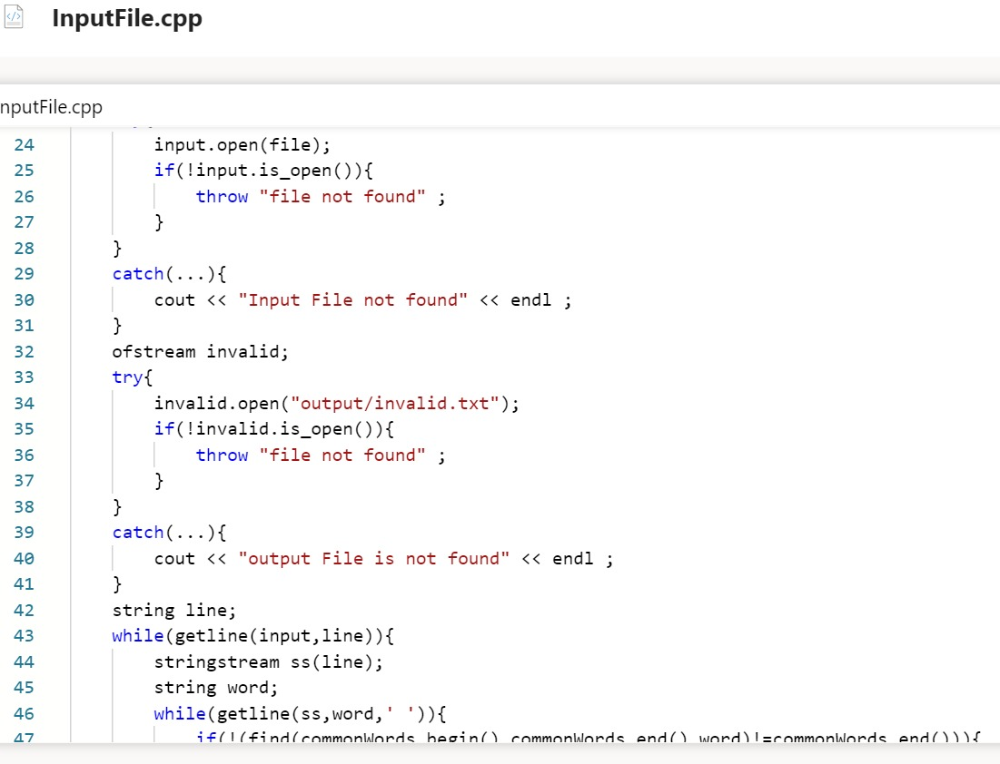 InputFile.cpp
nputFile.cpp
24 input.open(file);
25 if(!input.is_open()){
26 throw "file not found" ;
27 }
28 }
29 catch(...){
30 cout << "Input File not found" << endl ;
31 }
32 ofstream invalid;
33 try{
34 invalid.open("output/invalid.txt");
35 if(!invalid.is_open()){
36 throw "file not found" ;
37 }
38 }
39 catch(...){
40 cout << "output File is not found" << endl ;
41 }
42 string line;
43 while(getline(input,line)){
44 stringstream ss(line);
45 string word;
46 while(getline(ss,word,' ')){
47 if(!(find(commonWords.begin(),commonWords.end(),word)!=commonWords.end())){